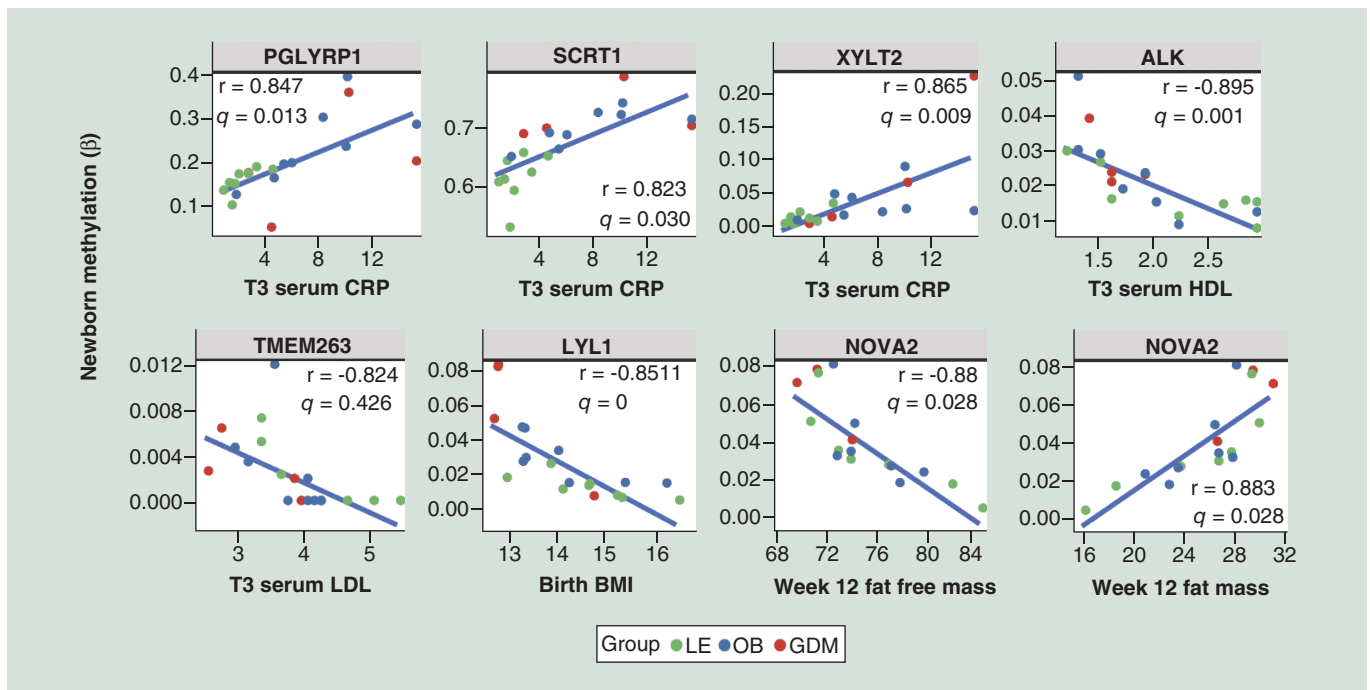 PGLYRP1
SCRT1
XYLT2
ALK
Newborn methylation (β)
0.4
0.3
0.2
0.1
r = 0.847
q = 0.013
4
8
12
T3 serum CRP
0.7
0.6
r = 0.823
q = 0.030
4
8
12
T3 serum CRP
0.20
0.15
0.10
0.05
0.00
r = 0.865
q = 0.009
4
8
12
T3 serum CRP
0.05
0.04
0.03
0.02
0.01
r = -0.895
q = 0.001
1.5
2.0
2.5
T3 serum HDL
TMEM263
LYL1
NOVA2
NOVA2
0.012
0.008
0.004
0.000
r = -0.824
q = 0.426
3
4
5
T3 serum LDL
0.08
0.06
0.04
0.02
0.00
r = -0.8511
q = 0
13
14
15
16
Birth BMI
0.08
0.06
0.04
0.02
0.00
r = -0.88
q = 0.028
68
72
76
80
84
Week 12 fat free mass
0.08
0.06
0.04
0.02
0.00
r = 0.883
q = 0.028
16
20
24
28
32
Week 12 fat mass
Group LE OB GDM